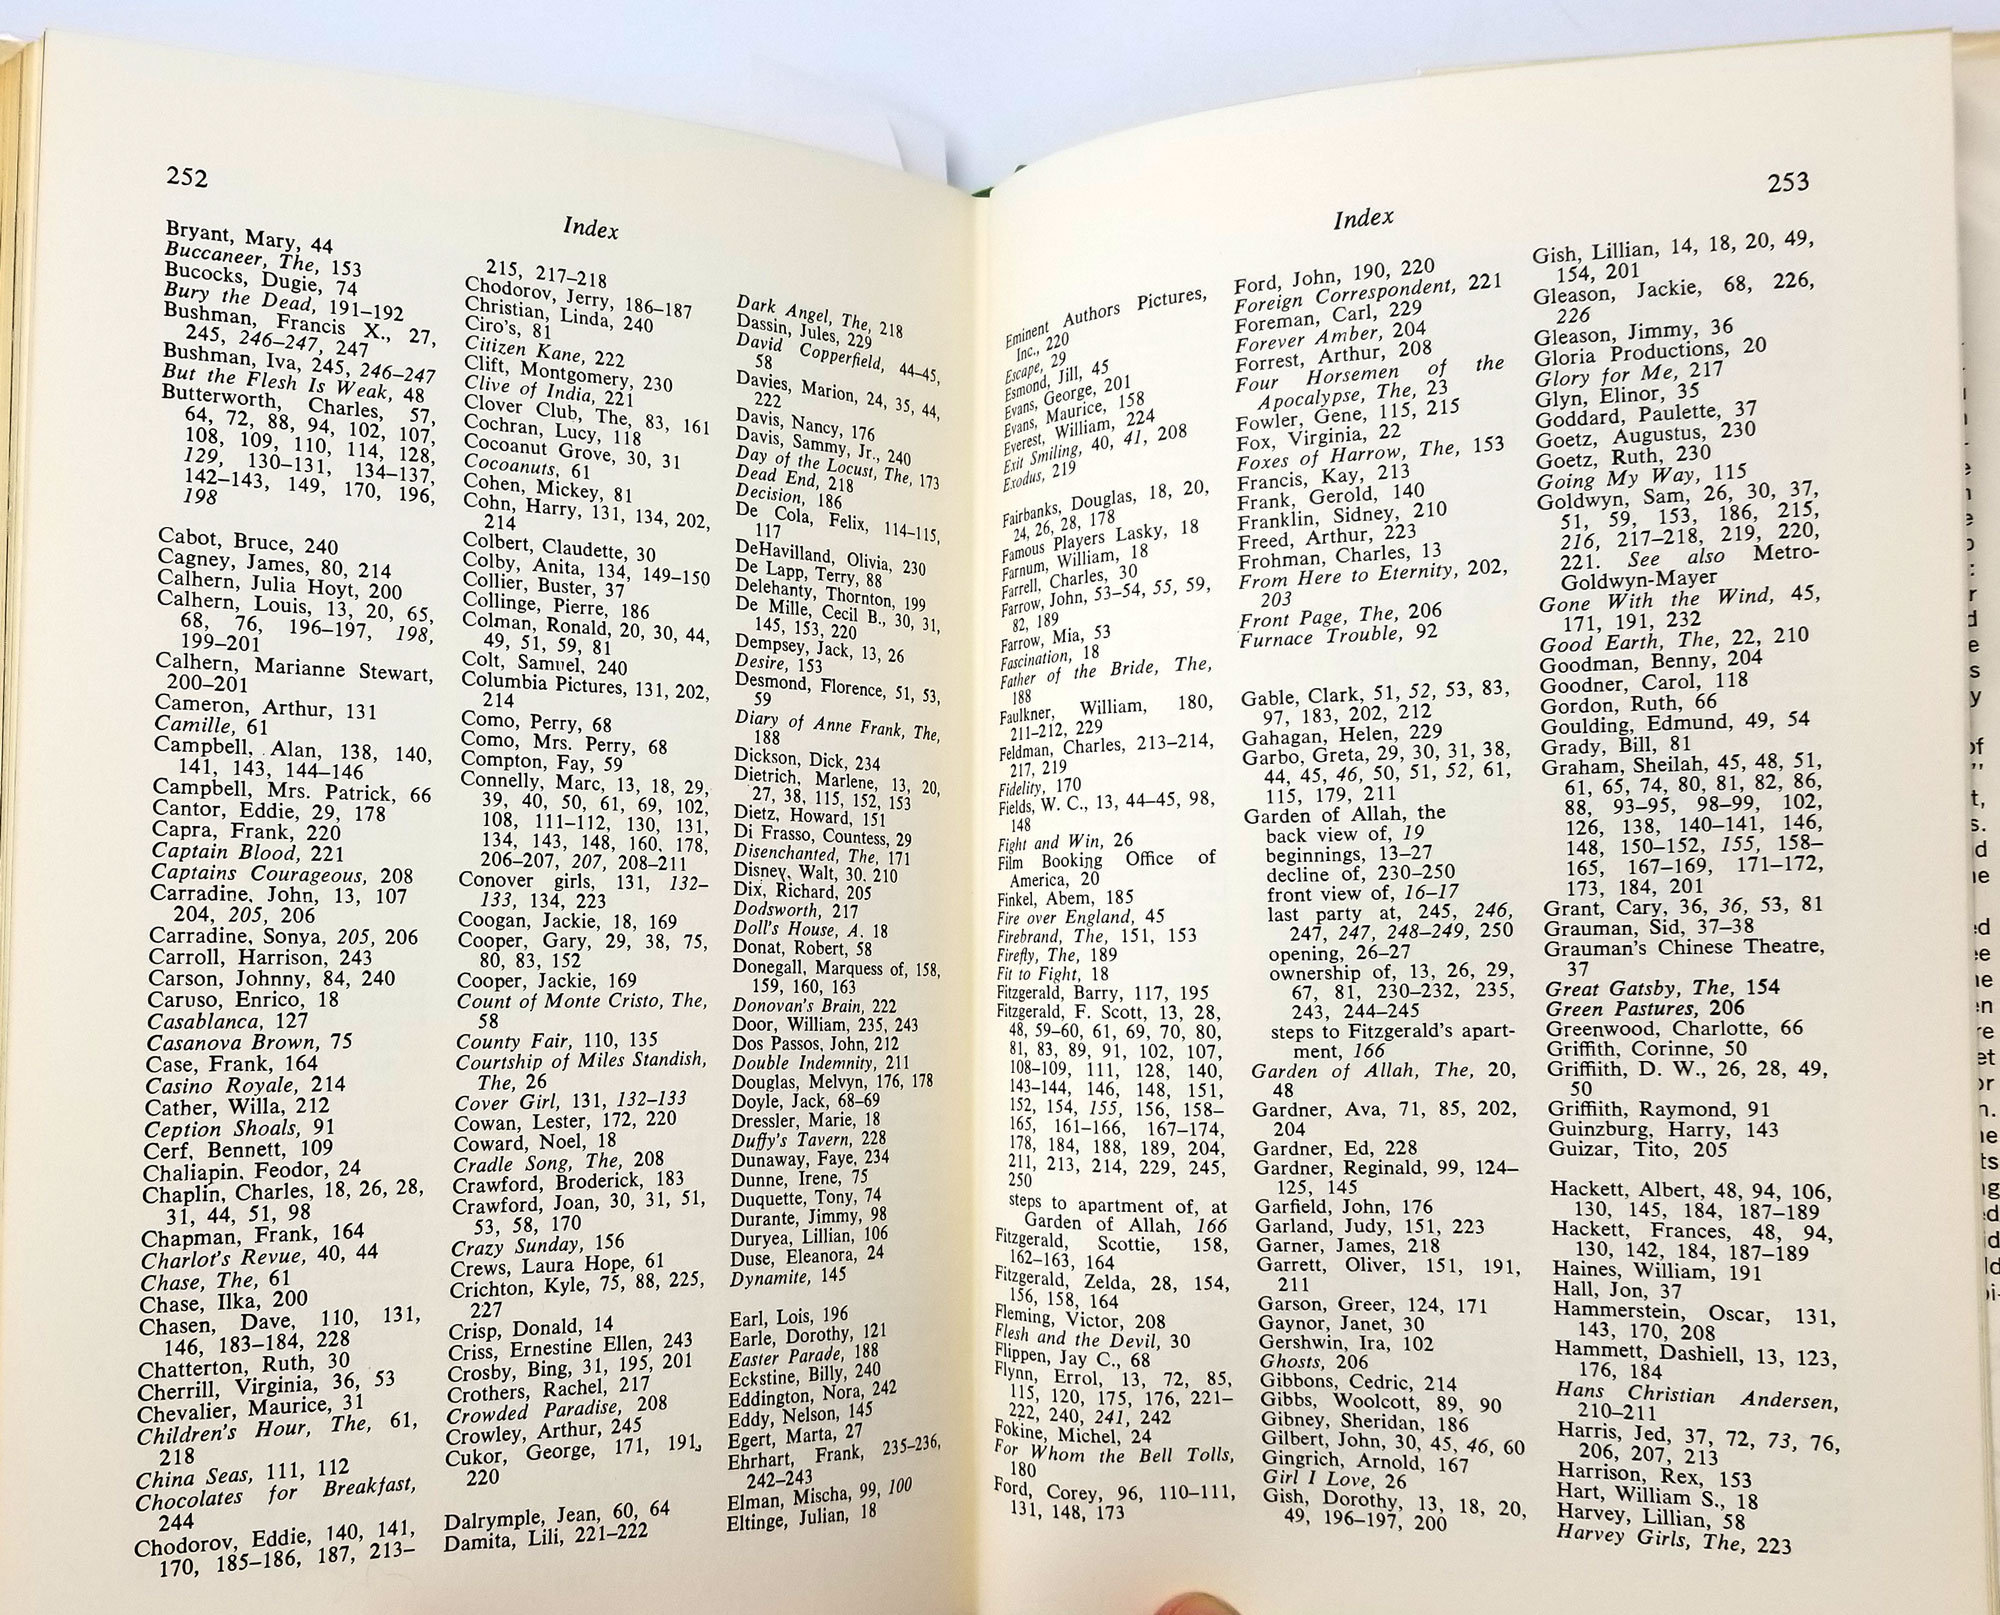 252
Index
Bryant, Mary, 44
Buccaneer, The, 153
Bucocks, Dugie, 74
Bury the Dead, 191–192
Bushman, Francis X., 27,
245, 246–247, 247
Bushman, Iva, 245, 246–247
But the Flesh Is Weak, 48
Butterworth, Charles, 57,
64, 72, 88, 94, 102, 107,
108, 109, 110, 114, 128,
129, 130–131, 134–137,
142–143, 149, 170, 196,
198
Cabot, Bruce, 240
Cagney, James, 80, 214
Calhern, Julia Hoyt, 200
Calhern, Louis, 13, 20, 65,
68, 76, 196–197, 198,
199–201
Calhern, Marianne Stewart,
200–201
Cameron, Arthur, 131
Camille, 61
Campbell, Alan, 138, 140,
141, 143, 144–146
Campbell, Mrs. Patrick, 66
Cantor, Eddie, 29, 178
Capra, Frank, 220
Captain Blood, 221
Captains Courageous, 208
Carradine, John, 13, 107
204, 205, 206
Carradine, Sonya, 205, 206
Carroll, Harrison, 243
Carson, Johnny, 84, 240
Caruso, Enrico, 18
Casablanca, 127
Casanova Brown, 75
Case, Frank, 164
Casino Royale, 214
Cather, Willa, 212
Ception Shoals, 91
Cerf, Bennett, 109
Chaliapin, Feodor, 24
Chaplin, Charles, 18, 26, 28,
31, 44, 51, 98
Chapman, Frank, 164
Charlot's Revue, 40, 44
Chase, The, 61
Chase, Ilka, 200
Chasen, Dave, 110, 131,
146, 183–184, 228
Chatterton, Ruth, 30
Cherrill, Virginia, 36, 53
Chevalier, Maurice, 31
Children's Hour, The, 61,
218
China Seas, 111, 112
Chocolates for Breakfast,
244
Chodorov, Eddie, 140, 141,
170, 185–186, 187, 213–
215, 217–218
Chodorov, Jerry, 186–187
Christian, Linda, 240
Ciro's, 81
Citizen Kane, 222
Clift, Montgomery, 230
Clive of India, 221
Clover Club, The, 83, 161
Cochran, Lucy, 118
Cocoanut Grove, 30, 31
Cocoanuts, 61
Cohen, Mickey, 81
Cohn, Harry, 131, 134, 202,
214
Colbert, Claudette, 30
Colby, Anita, 134, 149–150
Collier, Buster, 37
Collinge, Pierre, 186
Colman, Ronald, 20, 30, 44,
49, 51, 59, 81
Colt, Samuel, 240
Columbia Pictures, 131, 202,
214
Como, Perry, 68
Como, Mrs. Perry, 68
Compton, Fay, 59
Connelly, Marc, 13, 18, 29,
39, 40, 50, 61, 69, 102,
108, 111–112, 130, 131,
134, 143, 148, 160, 178,
206–207, 207, 208–211
Conover girls, 131, 132–
133, 134, 223
Coogan, Jackie, 18, 169
Cooper, Gary, 29, 38, 75,
80, 83, 152
Cooper, Jackie, 169
Count of Monte Cristo, The,
58
County Fair, 110, 135
Courtship of Miles Standish,
The, 26
Cover Girl, 131, 132–133
Cowan, Lester, 172, 220
Coward, Noel, 18
Cradle Song, The, 208
Crawford, Broderick, 183
Crawford, Joan, 30, 31, 51,
53, 58, 170
Crazy Sunday, 156
Crews, Laura Hope, 61
Crichton, Kyle, 75, 88, 225,
227
Crisp, Donald, 14
Criss, Ernestine Ellen, 243
Crosby, Bing, 31, 195, 201
Crothers, Rachel, 217
Crowded Paradise, 208
Crowley, Arthur, 245
Cukor, George, 171, 191,
220
Dalrymple, Jean, 60, 64
Damita, Lili, 221–222
Dark Angel, The, 218
Dassin, Jules, 229
David Copperfield, 44–45,
58
Davies, Marion, 24, 35, 44,
222
Davis, Nancy, 176
Davis, Sammy, Jr., 240
Day of the Locust, The, 173
Dead End, 218
Decision, 186
De Cola, Felix, 114–115,
117
DeHavilland, Olivia, 230
De Lapp, Terry, 88
Delehanty, Thornton, 199
De Mille, Cecil B., 30, 31,
145, 153, 220
Dempsey, Jack, 13, 26
Desire, 153
Desmond, Florence, 51, 53,
59
Diary of Anne Frank, The,
188
Dickson, Dick, 234
Dietrich, Marlene, 13, 20,
27, 38, 115, 152, 153
Dietz, Howard, 151
Di Frasso, Countess, 29
Disenchanted, The, 171
Disney, Walt, 30, 210
Dix, Richard, 205
Dodsworth, 217
Doll's House, A. 18
Donat, Robert, 58
Donegall, Marquess of, 158,
159, 160, 163
Donovan's Brain, 222
Door, William, 235, 243
Dos Passos, John, 212
Double Indemnity, 211
Douglas, Melvyn, 176, 178
Doyle, Jack, 68–69
Dressler, Marie, 18
Duffy's Tavern, 228
Dunaway, Faye, 234
Dunne, Irene, 75
Duquette, Tony, 74
Durante, Jimmy, 98
Duryea, Lillian, 106
Duse, Eleanora, 24
Dynamite, 145
Earl, Lois, 196
Earle, Dorothy, 121
Easter Parade, 188
Eckstine, Billy, 240
Eddington, Nora, 242
Eddy, Nelson, 145
Egert, Marta, 27
Ehrhart, Frank, 235–236,
242–243
Elman, Mischa, 99, 100
Eltinge, Julian, 18
253
Index
Eminent Authors Pictures,
Inc., 220
Escape, 29
Esmond, Jill, 45
Evans, George, 201
Evans, Maurice, 158
Everest, William, 224
Exit Smiling, 40, 41, 208
Exodus, 219
Fairbanks, Douglas, 18, 20,
24, 26, 28, 178
Famous Players Lasky, 18
Farnum, William, 18
Farrell, Charles, 30
Farrow, John, 53–54, 55, 59,
82, 189
Farrow, Mia, 53
Fascination, 18
Father of the Bride, The,
188
Faulkner, William, 180,
211–212, 229
Feldman, Charles, 213–214,
217, 219
Fidelity, 170
Fields, W. C., 13, 44–45, 98,
148
Fight and Win, 26
Film Booking Office of
America, 20
Finkel, Abem, 185
Fire over England, 45
Firebrand, The, 151, 153
Firefly, The, 189
Fit to Fight, 18
Fitzgerald, Barry, 117, 195
Fitzgerald, F. Scott, 13, 28,
48, 59–60, 61, 69, 70, 80,
81, 83, 89, 91, 102, 107,
108–109, 111, 128, 140,
143–144, 146, 148, 151,
152, 154, 155, 156, 158–
165, 161–166, 167–174,
178, 184, 188, 189, 204,
211, 213, 214, 229, 245,
250
steps to apartment of, at
Garden of Allah, 166
Fitzgerald, Scottie, 158,
162–163, 164
Fitzgerald, Zelda, 28, 154,
156, 158, 164
Fleming, Victor, 208
Flesh and the Devil, 30
Flippen, Jay C., 68
Flynn, Errol, 13, 72, 85,
115, 120, 175, 176, 221–
222, 240, 241, 242
Fokine, Michel, 24
For Whom the Bell Tolls,
180
Ford, Corey, 96, 110–111,
131, 148, 173
Ford, John, 190, 220
Foreign Correspondent, 221
Foreman, Carl, 229
Forever Amber, 204
Forrest, Arthur, 208
Four Horsemen of the
Apocalypse, The, 23
Fowler, Gene, 115, 215
Fox, Virginia, 22
Foxes of Harrow, The, 153
Francis, Kay, 213
Frank, Gerold, 140
Franklin, Sidney, 210
Freed, Arthur, 223
Frohman, Charles, 13
From Here to Eternity, 202,
203
Front Page, The, 206
Furnace Trouble, 92
Gable, Clark, 51, 52, 53, 83,
97, 183, 202, 212
Gahagan, Helen, 229
Garbo, Greta, 29, 30, 31, 38,
44, 45, 46, 50, 51, 52, 61,
115, 179, 211
Garden of Allah, the
back view of, 19
beginnings, 13–27
decline of, 230–250
front view of, 16–17
last party at, 245, 246,
247, 247, 248–249, 250
opening, 26–27
ownership of, 13, 26, 29,
67, 81, 230–232, 235,
243, 244–245
steps to Fitzgerald's apart-
ment, 166
Garden of Allah, The, 20,
48
Gardner, Ava, 71, 85, 202,
204
Gardner, Ed, 228
Gardner, Reginald, 99, 124–
125, 145
Garfield, John, 176
Garland, Judy, 151, 223
Garner, James, 218
Garrett, Oliver, 151, 191,
211
Garson, Greer, 124, 171
Gaynor, Janet, 30
Gershwin, Ira, 102
Ghosts, 206
Gibbons, Cedric, 214
Gibbs, Woolcott, 89, 90
Gibney, Sheridan, 186
Gilbert, John, 30, 45, 46, 60
Gingrich, Arnold, 167
Girl I Love, 26
Gish, Dorothy, 13, 18, 20,
49, 196–197, 200
Gish, Lillian, 14, 18, 20, 49,
154, 201
Gleason, Jackie, 68, 226,
226
Gleason, Jimmy, 36
Gloria Productions, 20
Glory for Me, 217
Glyn, Elinor, 35
Goddard, Paulette, 37
Goetz, Augustus, 230
Goetz, Ruth, 230
Going My Way, 115
Goldwyn, Sam, 26, 30, 37,
51, 59, 153, 186, 215,
216, 217–218, 219, 220,
221. See also Metro-
Goldwyn-Mayer
Gone With the Wind, 45,
171, 191, 232
Good Earth, The, 22, 210
Goodman, Benny, 204
Goodner, Carol, 118
Gordon, Ruth, 66
Goulding, Edmund, 49, 54
Grady, Bill, 81
Graham, Sheilah, 45, 48, 51,
61, 65, 74, 80, 81, 82, 86,
88, 93–95, 98–99, 102,
126, 138, 140–141, 146,
148, 150–152, 155, 158–
165, 167–169, 171–172,
173, 184, 201
Grant, Cary, 36, 36, 53, 81
Grauman, Sid, 37–38
Grauman's Chinese Theatre,
37
Great Gatsby, The, 154
Green Pastures, 206
Greenwood, Charlotte, 66
Griffith, Corinne, 50
Griffith, D. W., 26, 28, 49,
50
Griffith, Raymond, 91
Guinzburg, Harry, 143
Guizar, Tito, 205
Hackett, Albert, 48, 94, 106,
130, 145, 184, 187–189
Hackett, Frances, 48, 94,
130, 142, 184, 187–189
Haines, William, 191
Hall, Jon, 37
Hammerstein, Oscar, 131,
143, 170, 208
Hammett, Dashiell, 13, 123,
176, 184
Hans Christian Andersen,
210–211
Harris, Jed, 37, 72, 73, 76,
206, 207, 213
Harrison, Rex, 153
Hart, William S., 18
Harvey, Lillian, 58
Harvey Girls, The, 223